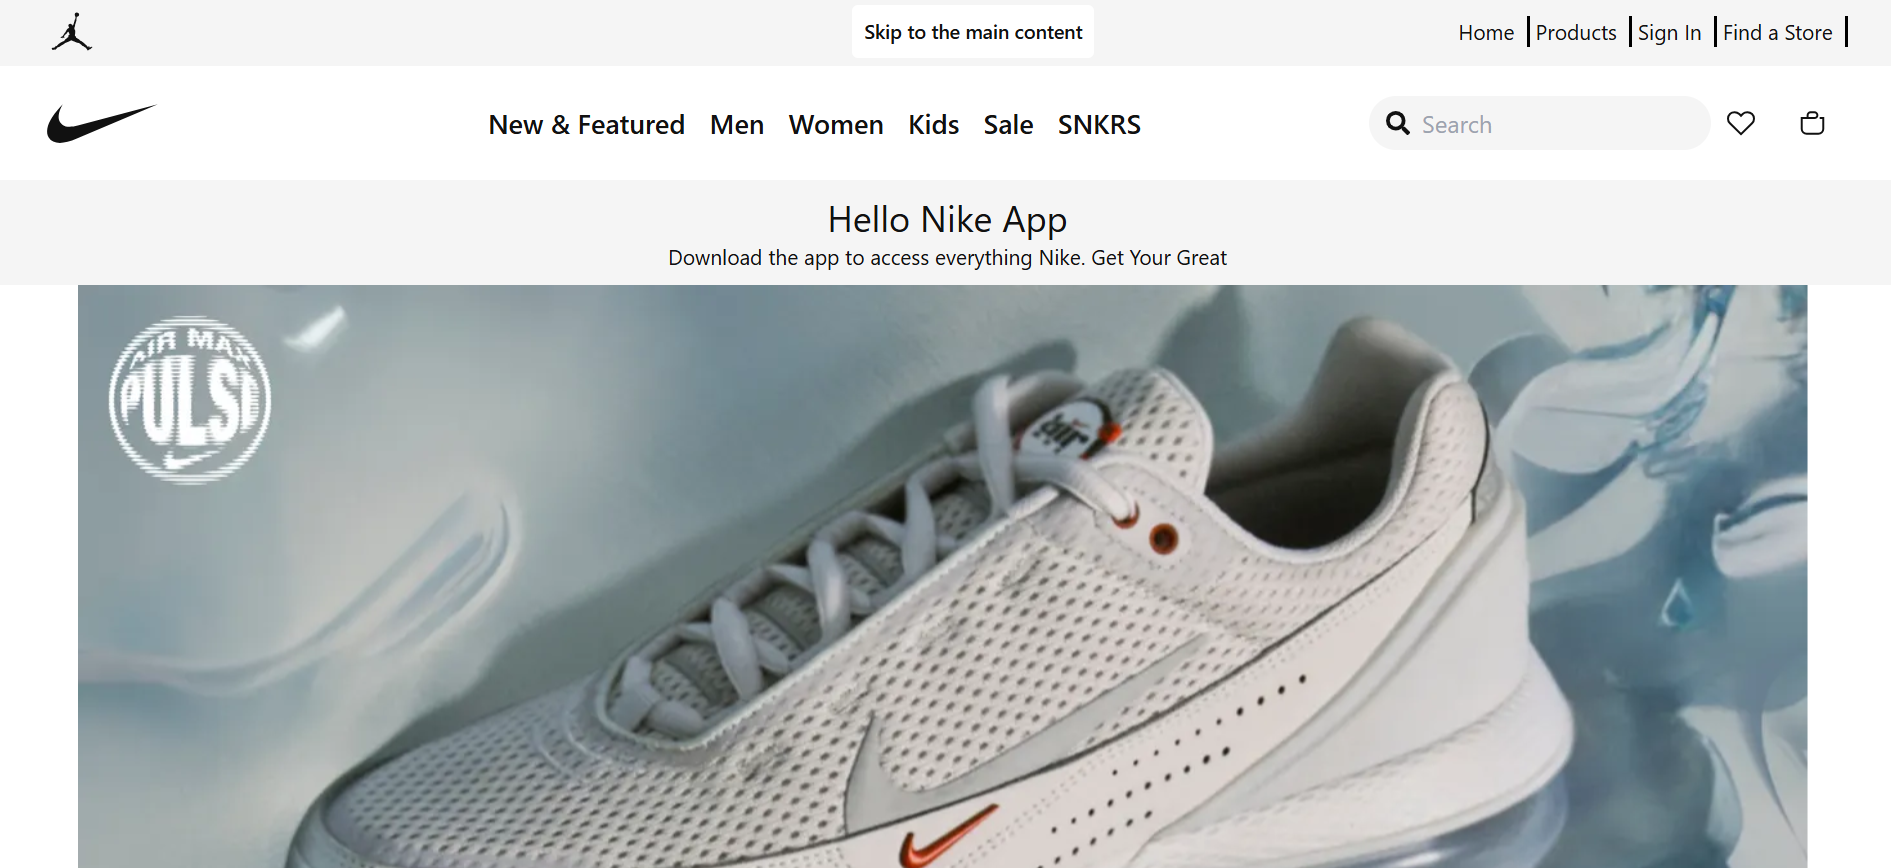 Skip to the main content
Home
Products
Sign In
Find a Store
New & Featured
Men
Women
Kids
Sale
SNKRS
Search
Hello Nike App
Download the app to access everything Nike. Get Your Great
AIR MAX
PULSE
air